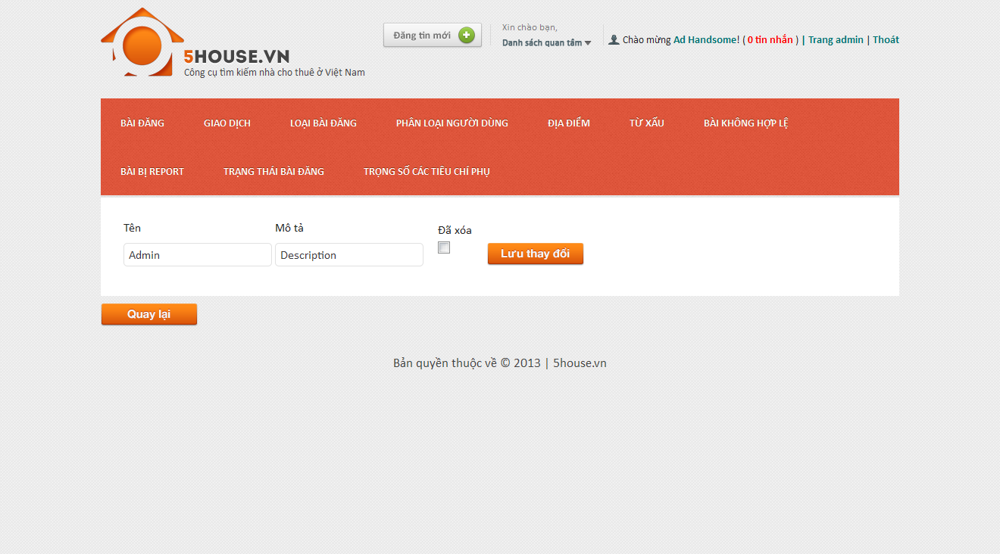 5HOUSE.VN
Công cụ tìm kiếm nhà cho thuê ở Việt Nam
Đăng tin mới
Xin chào bạn,
Danh sách quan tâm
Chào mừng Ad Handsome! ( 0 tin nhắn ) | Trang admin | Thoát
BÀI ĐĂNG GIAO DỊCH LOẠI BÀI ĐĂNG PHÂN LOẠI NGƯỜI DÙNG ĐỊA ĐIỂM TỪ XẤU BÀI KHÔNG HỢP LỆ
BÀI BỊ REPORT TRẠNG THÁI BÀI ĐĂNG TRỌNG SỐ CÁC TIÊU CHÍ PHỤ
Tên Mô tả Đã xóa
Admin Description Lưu thay đổi
Quay lại
Bản quyền thuộc về © 2013 | 5house.vn